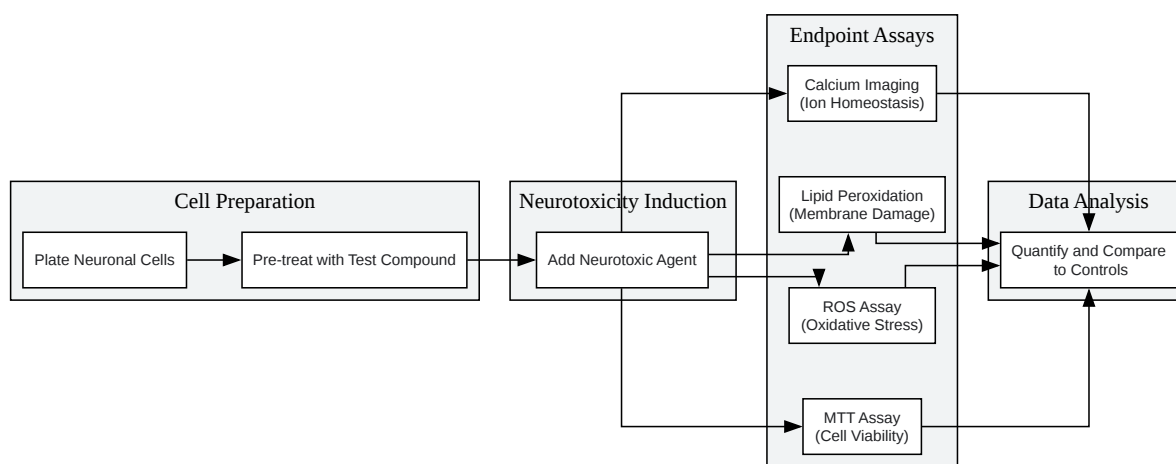 Cell Preparation
Plate Neuronal Cells
Pre-treat with Test Compound
Neurotoxicity Induction
Add Neurotoxic Agent
Endpoint Assays
Calcium Imaging
(Ion Homeostasis)
Lipid Peroxidation
(Membrane Damage)
ROS Assay
(Oxidative Stress)
MTT Assay
(Cell Viability)
Data Analysis
Quantify and Compare
to Controls